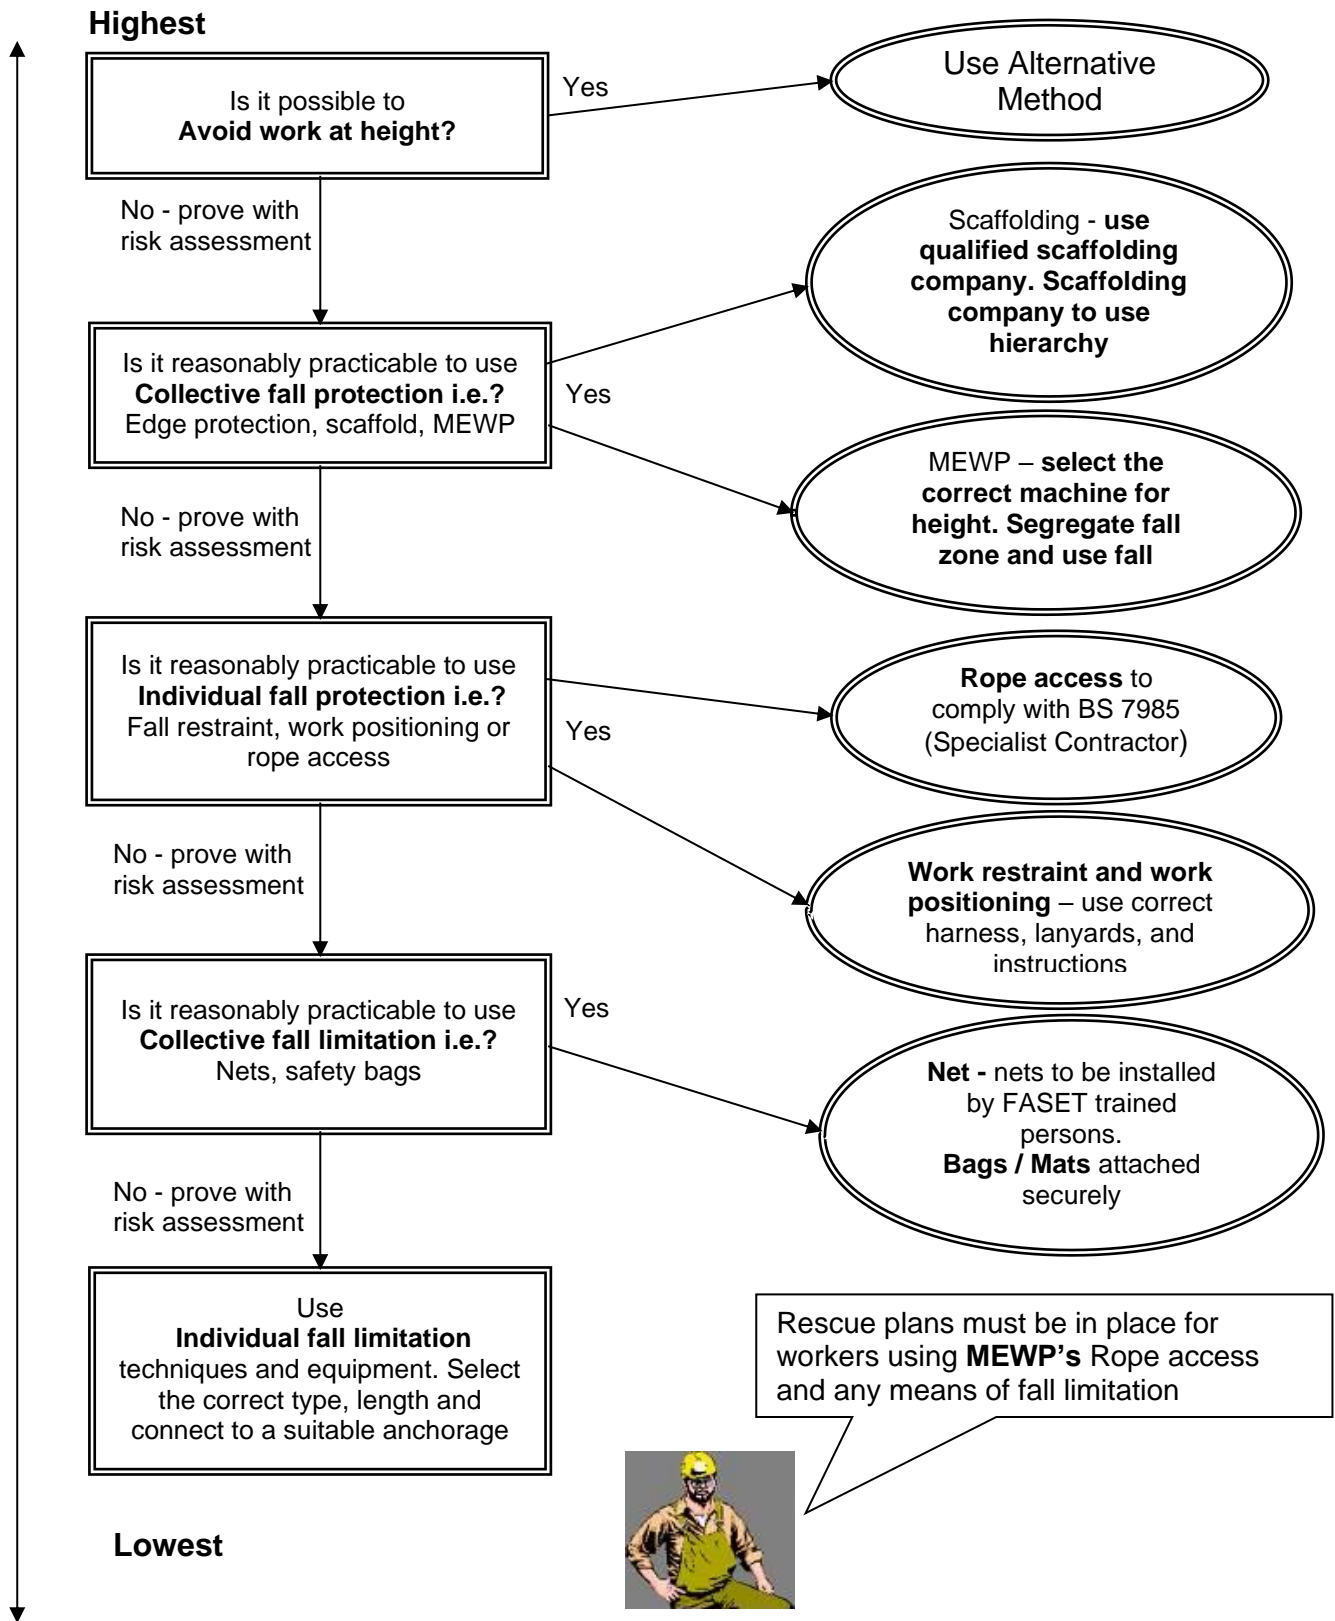 Highest
Is it possible to
Avoid work at height?
Yes
Use Alternative
Method
No - prove with
risk assessment
Scaffolding - use
qualified scaffolding
company. Scaffolding
company to use
hierarchy
Is it reasonably practicable to use
Collective fall protection i.e.?
Edge protection, scaffold, MEWP
Yes
MEWP – select the
correct machine for
height. Segregate fall
zone and use fall
No - prove with
risk assessment
Is it reasonably practicable to use
Individual fall protection i.e.?
Fall restraint, work positioning or
rope access
Yes
Rope access to
comply with BS 7985
(Specialist Contractor)
No - prove with
risk assessment
Work restraint and work
positioning – use correct
harness, lanyards, and
instructions
Is it reasonably practicable to use
Collective fall limitation i.e.?
Nets, safety bags
Yes
Net - nets to be installed
by FASET trained
persons.
Bags / Mats attached
securely
No - prove with
risk assessment
Use
Individual fall limitation
techniques and equipment. Select
the correct type, length and
connect to a suitable anchorage
Rescue plans must be in place for
workers using MEWP's Rope access
and any means of fall limitation
Lowest